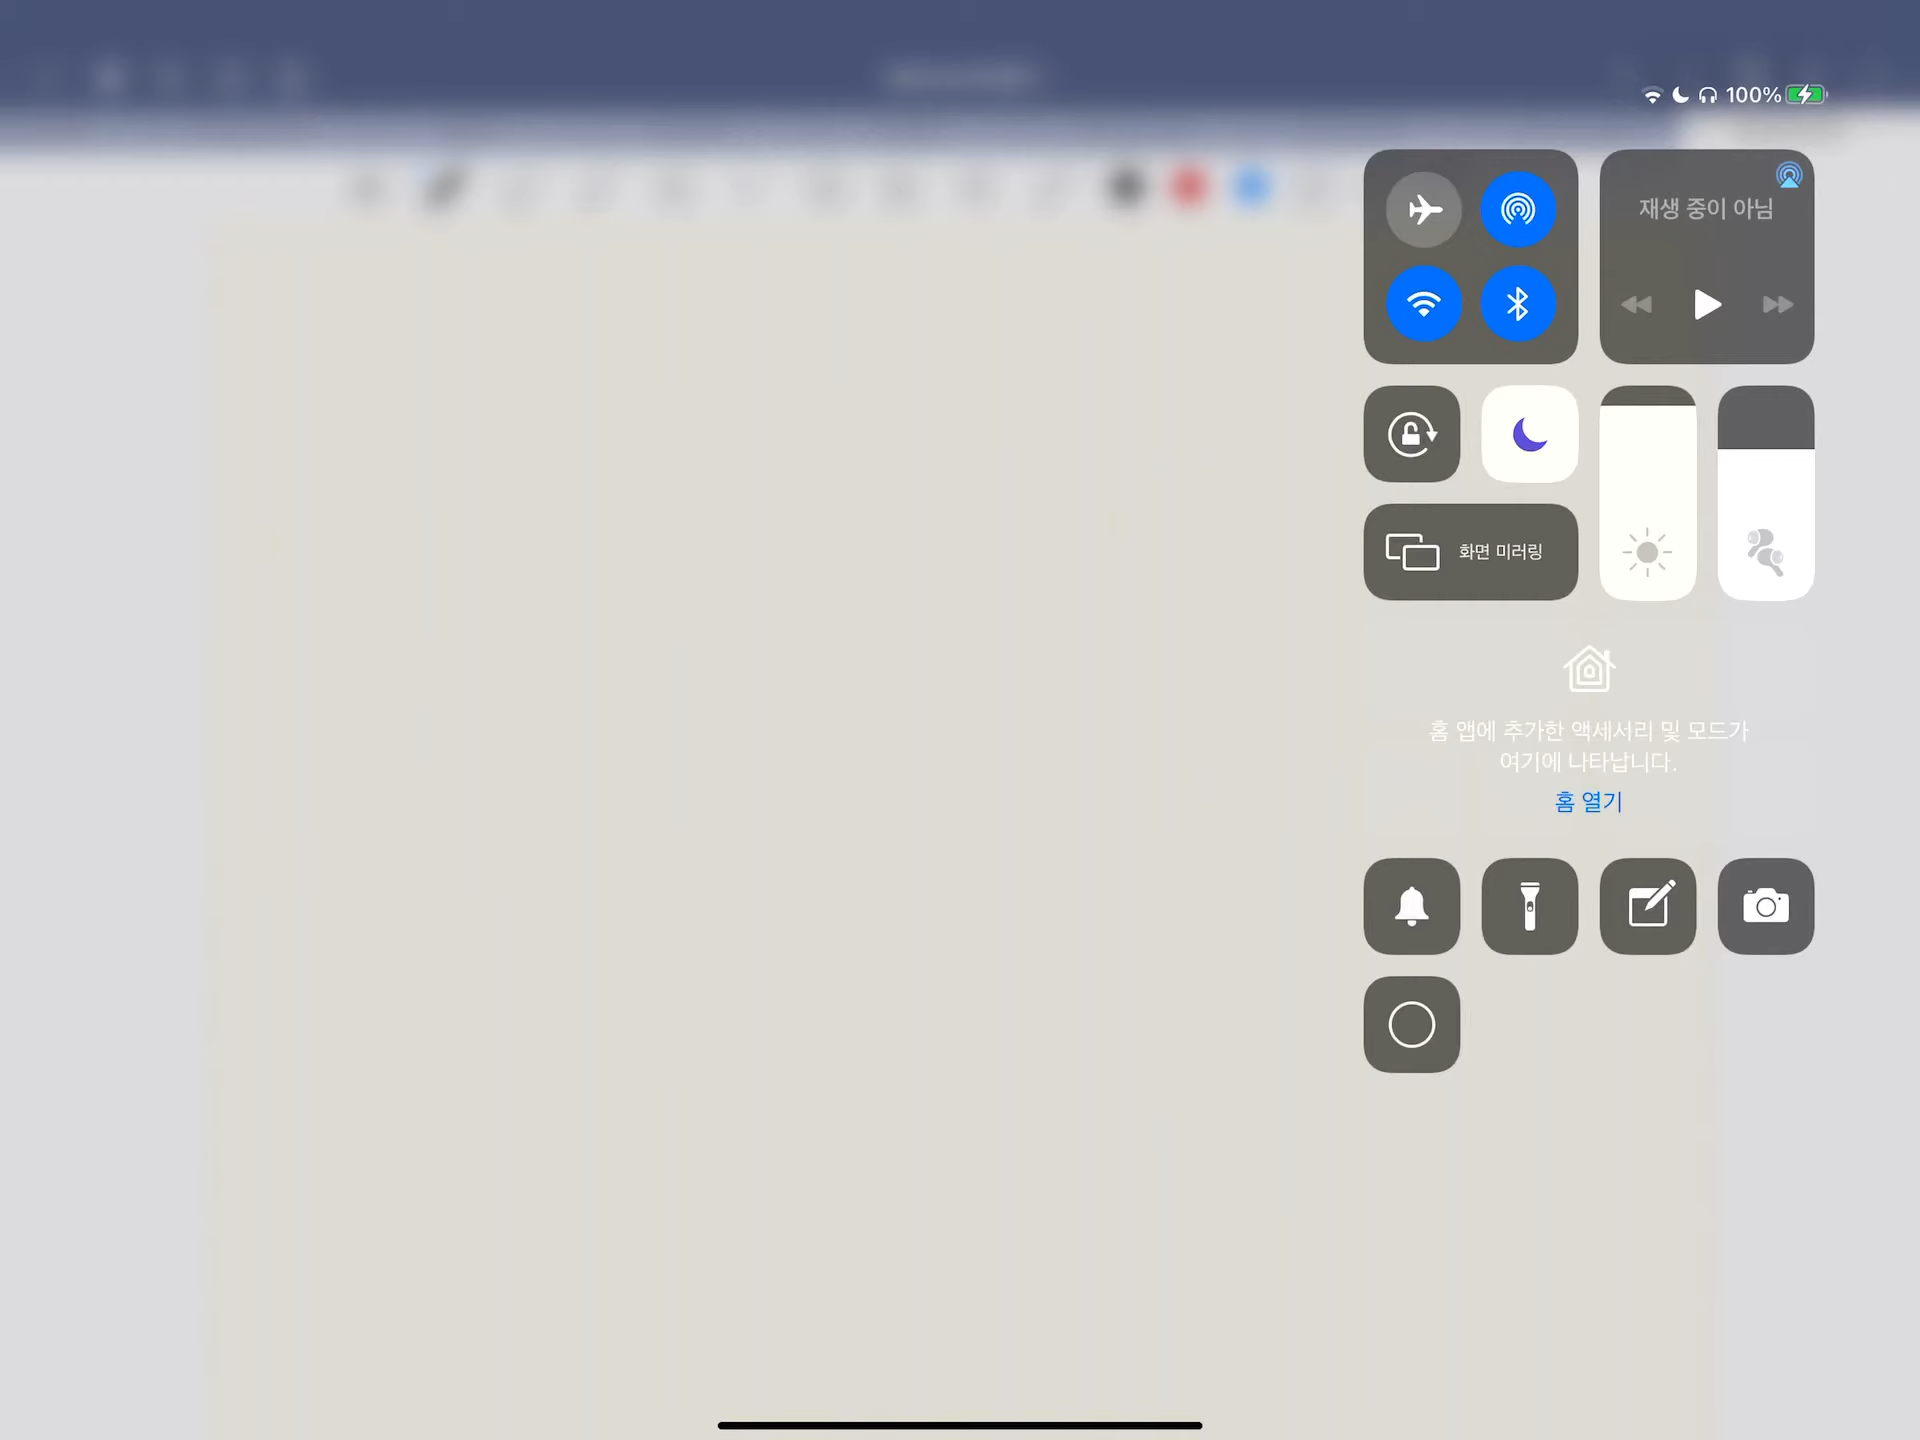 100%
재생 중이 아님
화면 미러링
홈 앱에 추가한 액세서리 및 모드가
여기에 나타납니다.
홈 열기